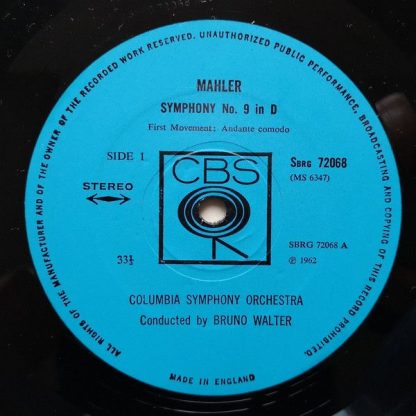 ALL RIGHTS OF THE MANUFACTURER AND OF THE OWNER OF THE RECORDED WORK RESERVED. UNAUTHORIZED PUBLIC PERFORMANCE, BROADCASTING AND COPYING OF THIS RECORD PROHIBITED.
MAHLER
SYMPHONY No. 9 in D
First Movement; Andante comodo
SIDE 1
SBRG 72068
(MS 6347)
STEREO
CBS
33⅓
SBRG 72068 A
℗ 1962
COLUMBIA SYMPHONY ORCHESTRA
Conducted by BRUNO WALTER
MADE IN ENGLAND